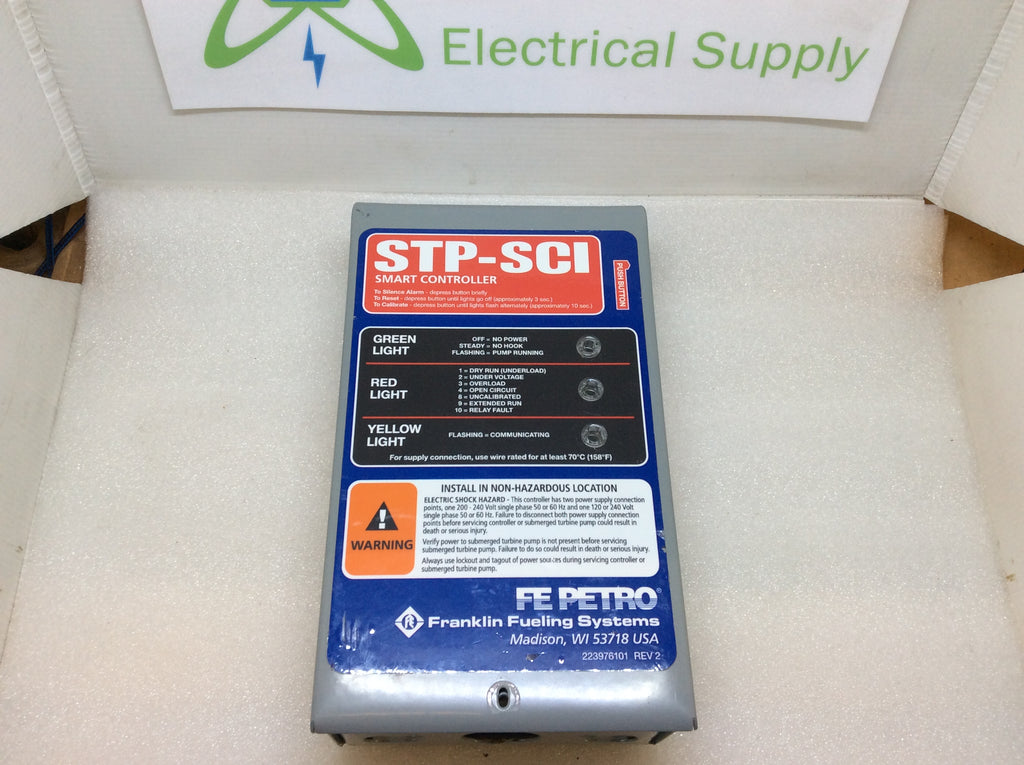 Electrical Supply
STP-SCI
SMART CONTROLLER
To Silence Alarm - depress button briefly
To Reset - depress button until lights go off (approximately 3 sec.)
To Calibrate - depress button until lights flash alternately (approximately 10 sec.)
PUSH BUTTON
GREEN
LIGHT
OFF = NO POWER
STEADY = NO HOOK
FLASHING = PUMP RUNNING
RED
LIGHT
1 = DRY RUN (UNDERLOAD)
2 = UNDER VOLTAGE
3 = OVERLOAD
4 = OPEN CIRCUIT
8 = UNCALIBRATED
9 = EXTENDED RUN
10 = RELAY FAULT
YELLOW
LIGHT
FLASHING = COMMUNICATING
For supply connection, use wire rated for at least 70°C (158°F)
WARNING
INSTALL IN NON-HAZARDOUS LOCATION
ELECTRIC SHOCK HAZARD - This controller has two power supply connection
points, one 200 - 240 Volt single phase 50 or 60 Hz and one 120 or 240 Volt
single phase 50 or 60 Hz. Failure to disconnect both power supply connection
points before servicing controller or submerged turbine pump could result in
death or serious injury.
Verify power to submerged turbine pump is not present before servicing
submerged turbine pump. Failure to do so could result in death or serious injury.
Always use lockout and tagout of power sources during servicing controller or
submerged turbine pump.
FE PETRO®
Franklin Fueling Systems
Madison, WI 53718 USA
223976101 REV 2